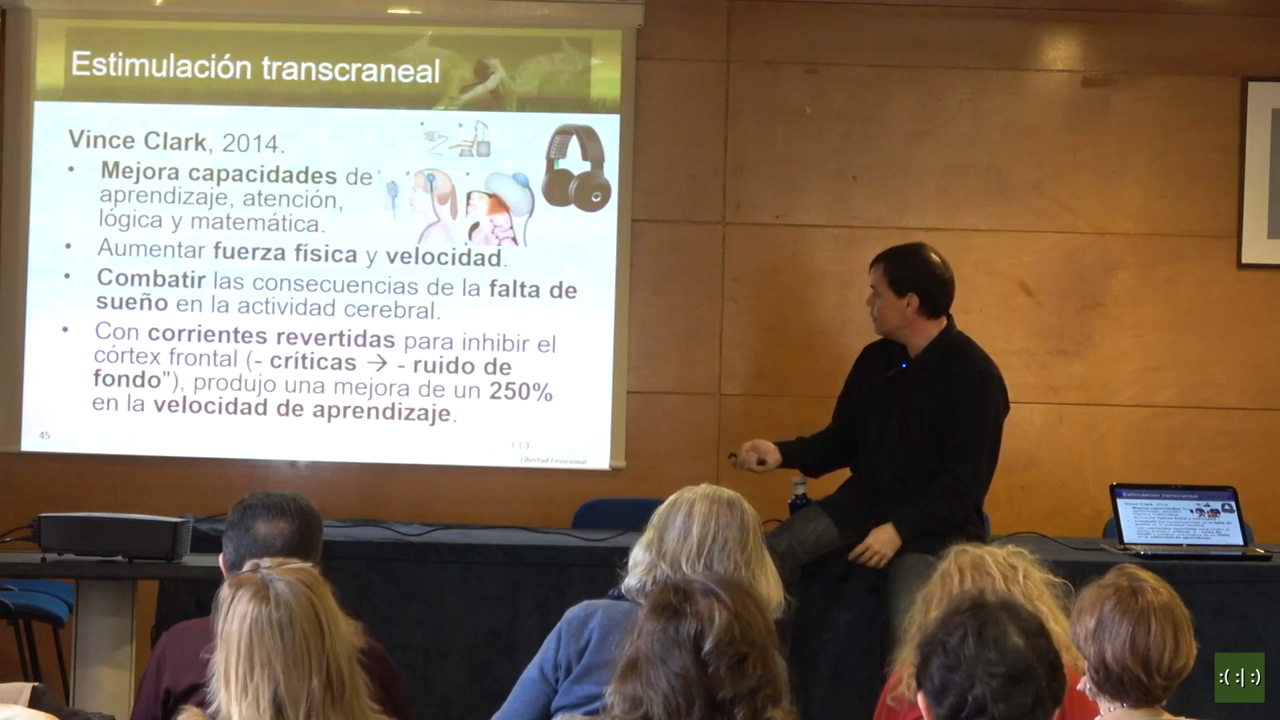 Estimulación transcraneal
Vince Clark, 2014.
• Mejora capacidades de
aprendizaje, atención,
lógica y matemática.
• Aumentar fuerza física y velocidad.
• Combatir las consecuencias de la falta de
sueño en la actividad cerebral.
• Con corrientes revertidas para inhibir el
córtex frontal (- críticas → - ruido de
fondo"), produjo una mejora de un 250%
en la velocidad de aprendizaje.
45
Libertad Emocional
Estimulación transcraneal
:( :| :)